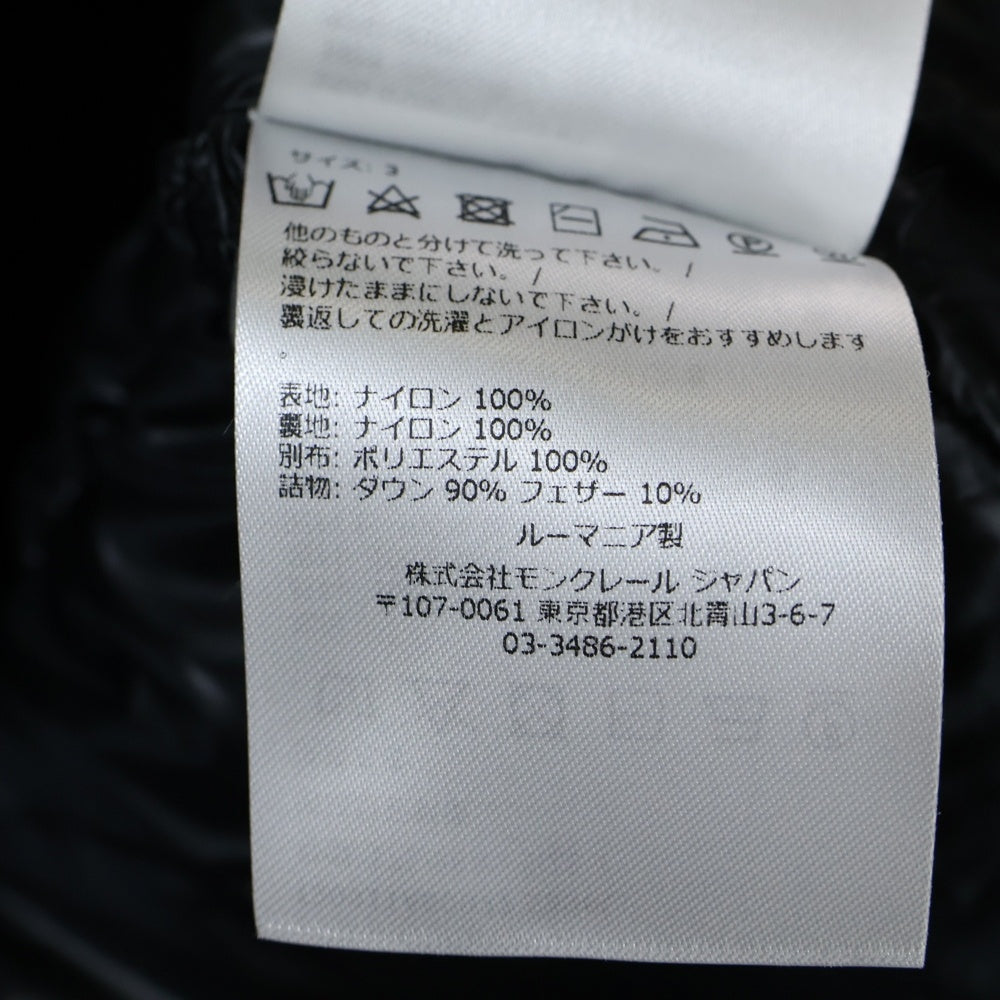 サイズ: 3
他のものと分けて洗って下さい。 /
絞らないで下さい。 /
浸けたままにしないで下さい。 /
裏返しての洗濯とアイロンがけをおすすめします
。
表地: ナイロン 100%
裏地: ナイロン 100%
別布: ポリエステル 100%
詰物: ダウン 90% フェザー 10%
ルーマニア製
株式会社モンクレール ジャパン
〒107-0061 東京都港区北青山3-6-7
03-3486-2110